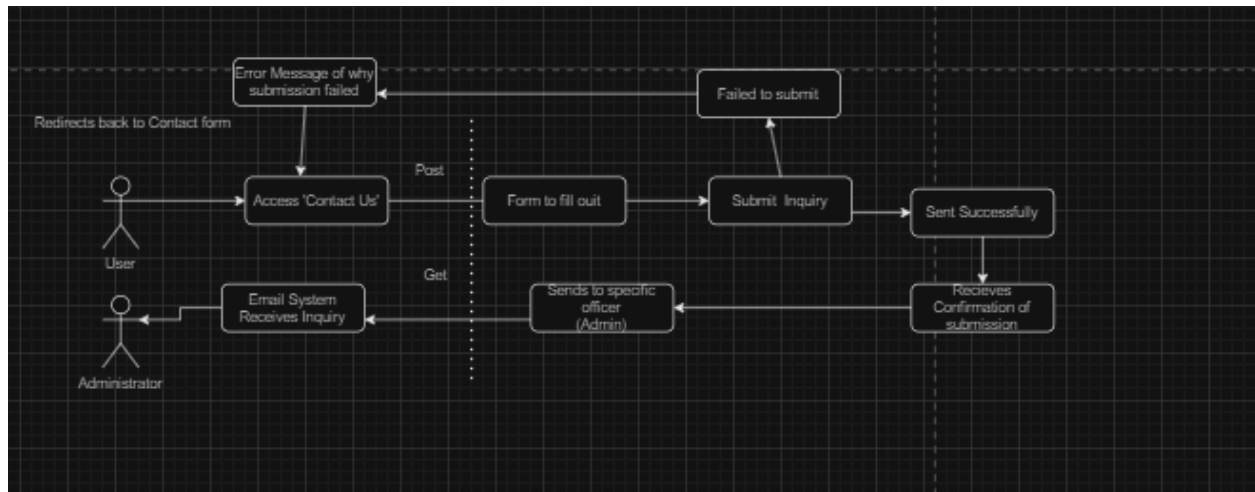 Error Message of why
submission failed
Failed to submit
Redirects back to Contact form
Post
Access 'Contact Us'
Form to fill ouit
Submit Inquiry
Sent Successfully
User
Get
Email System
Receives Inquiry
Sends to specific
officer
(Admin)
Recieves
Confirmation of
submission
Administrator